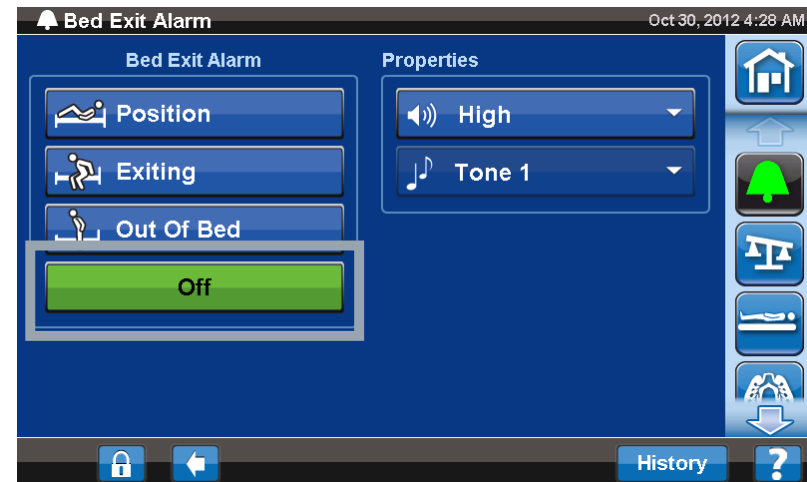 Bed Exit Alarm
Oct 30, 2012 4:28 AM
Bed Exit Alarm
Position
Exiting
Out Of Bed
Off
Properties
High
Tone 1
History
?